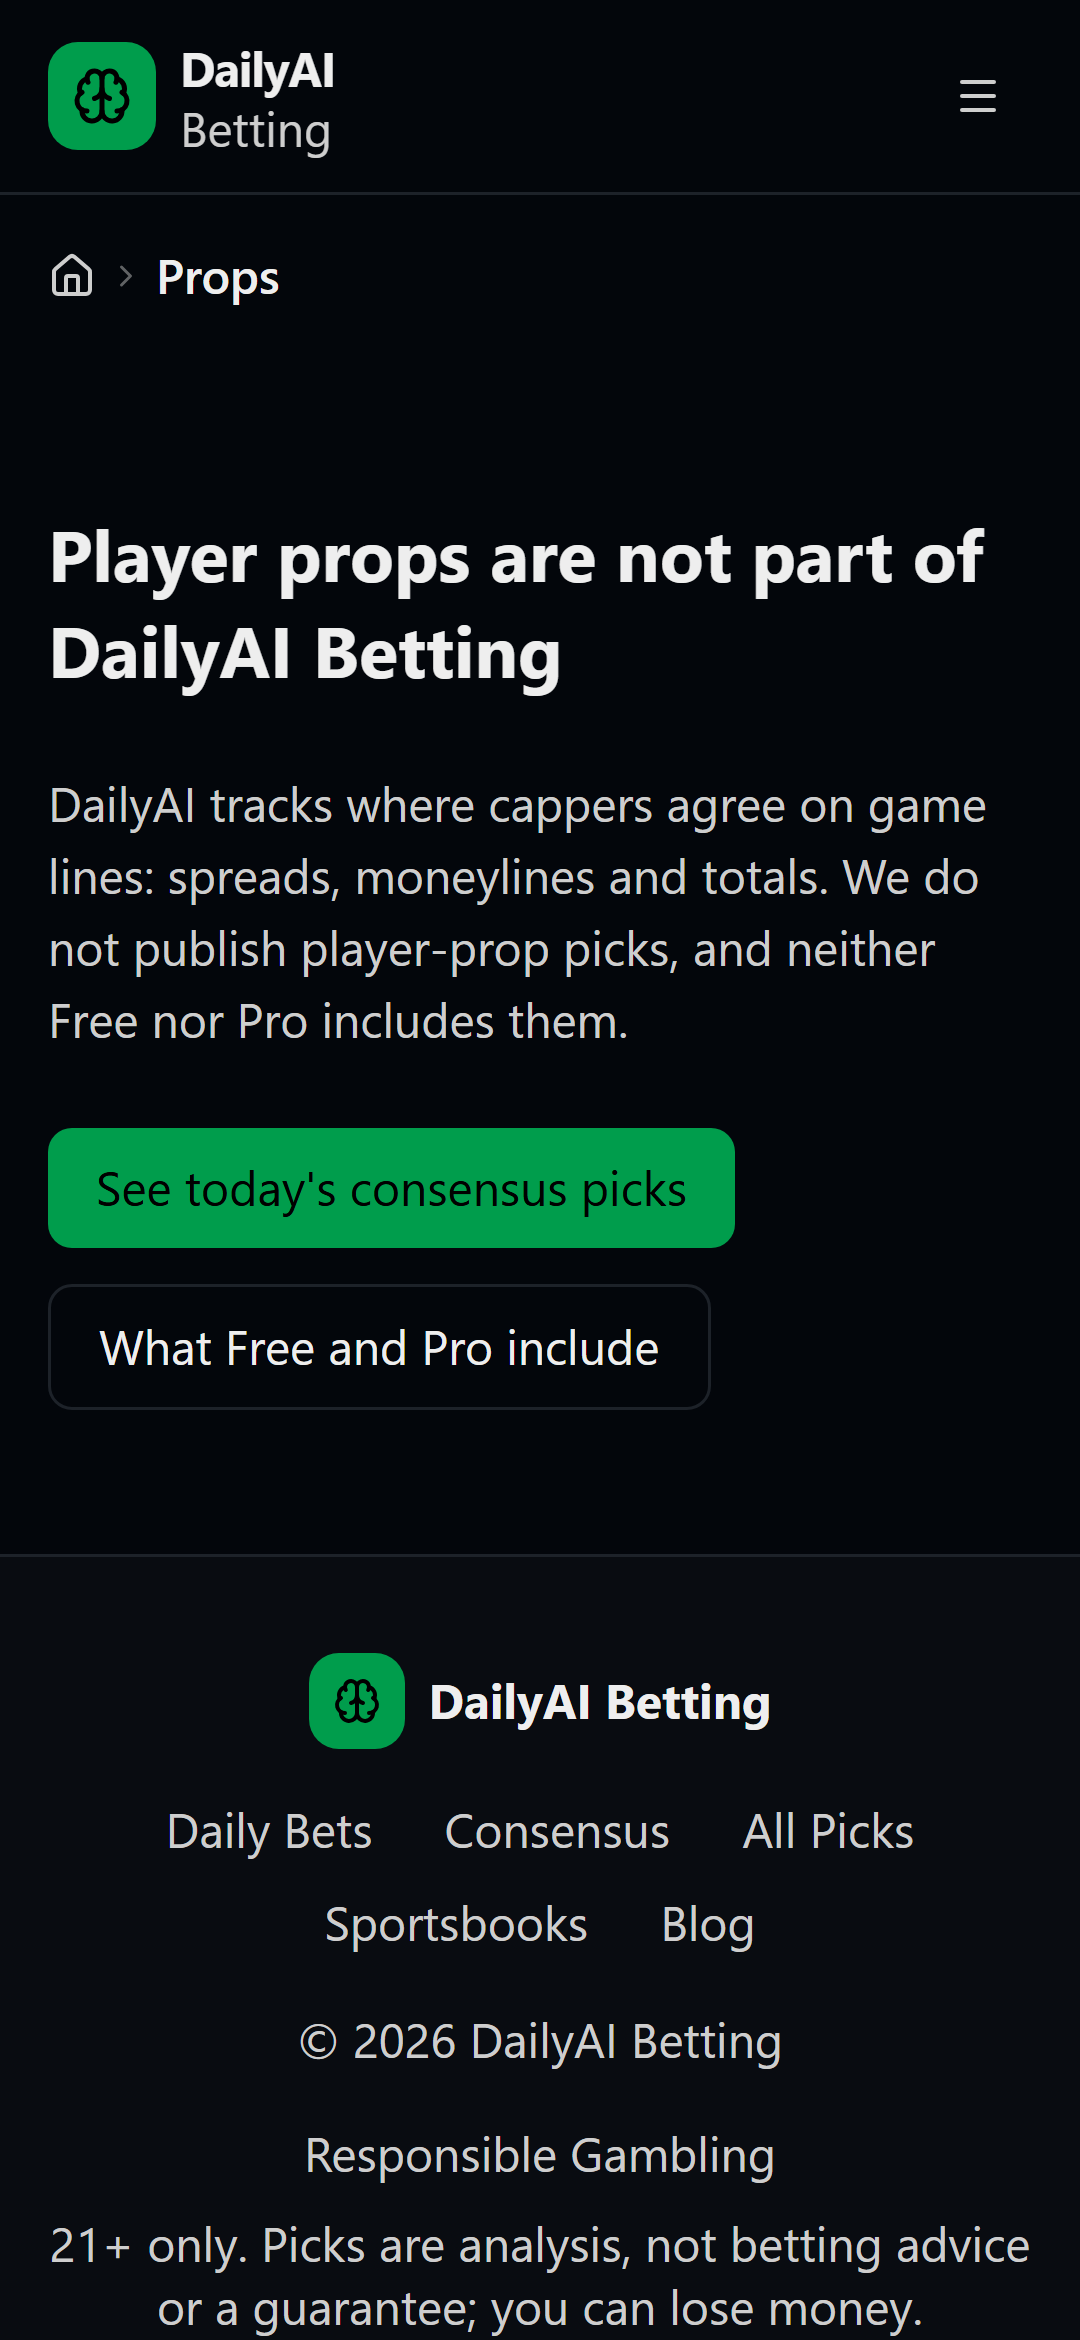 DailyAI
Betting
Props
Player props are not part of
DailyAI Betting
DailyAI tracks where cappers agree on game
lines: spreads, moneylines and totals. We do
not publish player-prop picks, and neither
Free nor Pro includes them.
See today's consensus picks
What Free and Pro include
DailyAI Betting
Daily Bets Consensus All Picks
Sportsbooks Blog
© 2026 DailyAI Betting
Responsible Gambling
21+ only. Picks are analysis, not betting advice
or a guarantee; you can lose money.